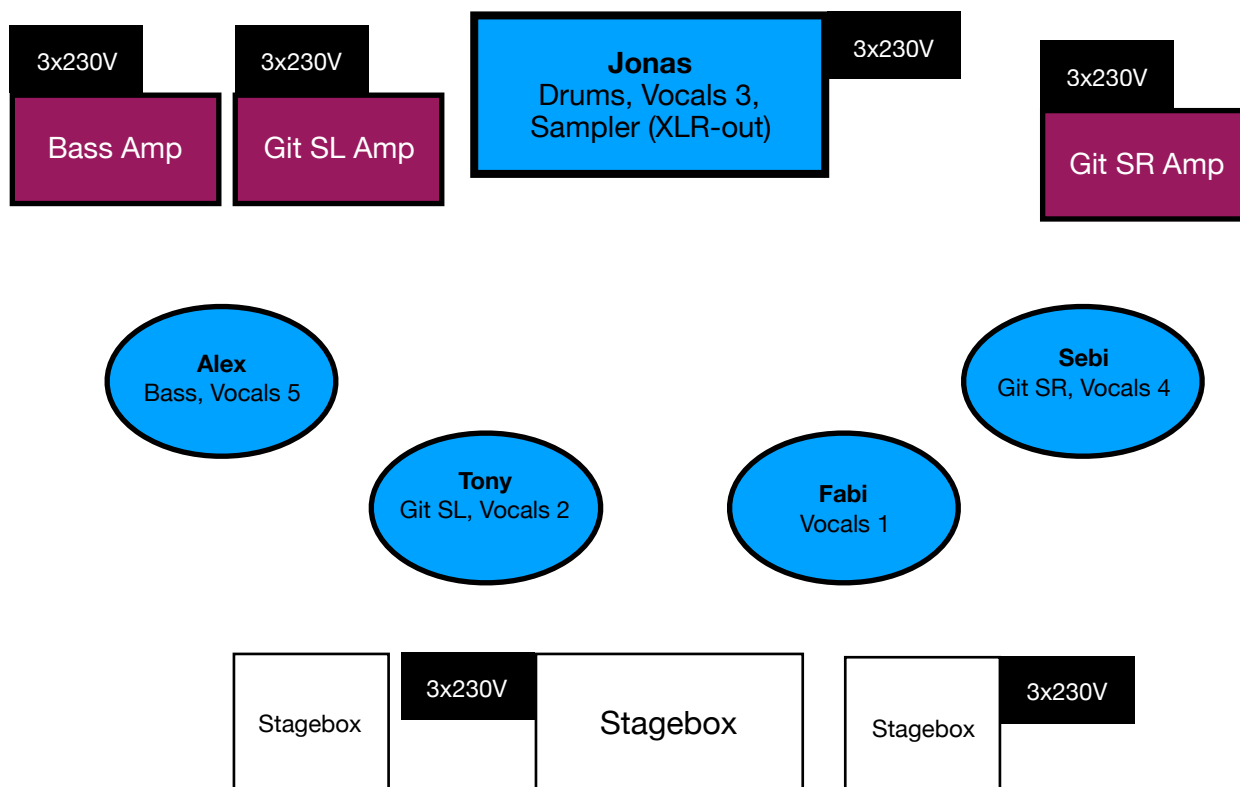 3x230V
3x230V
Jonas
Drums, Vocals 3,
Sampler (XLR-out)
3x230V
3x230V
Bass Amp
Git SL Amp
Git SR Amp
Alex
Bass, Vocals 5
Sebi
Git SR, Vocals 4
Tony
Git SL, Vocals 2
Fabi
Vocals 1
Stagebox
3x230V
Stagebox
Stagebox
3x230V